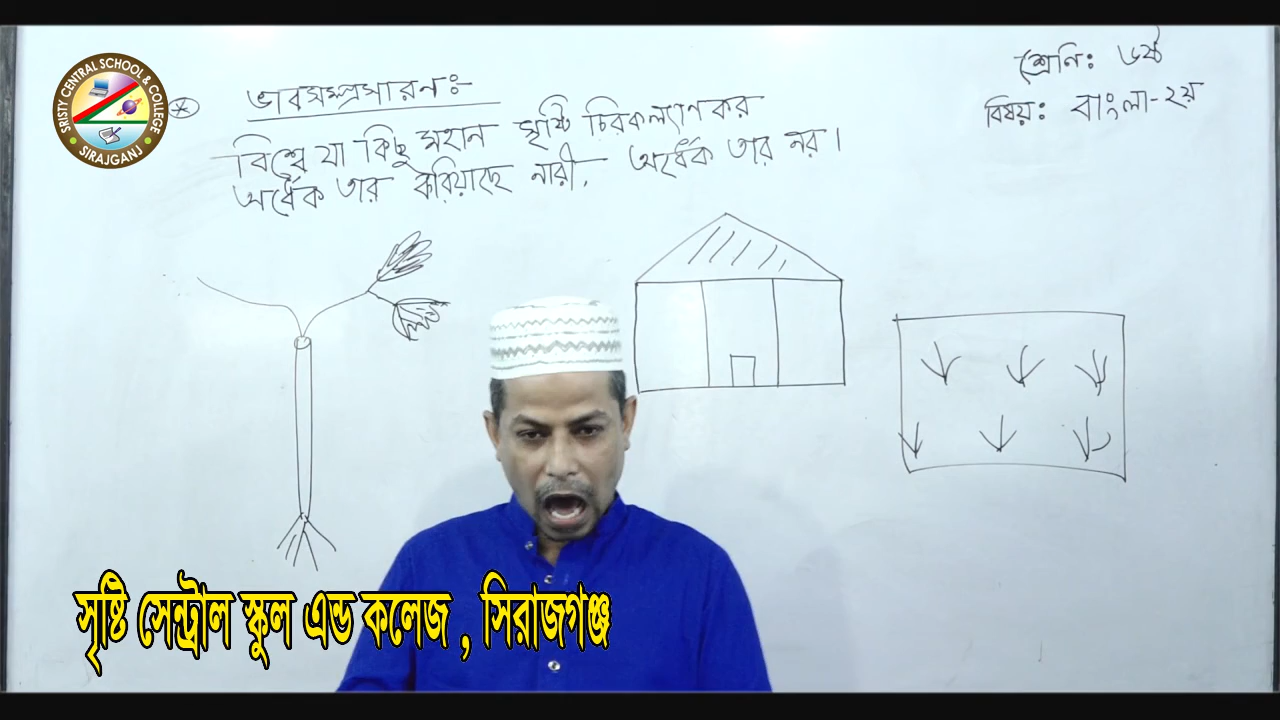 SRISTY CENTRAL SCHOOL & COLLEGE
SIRAJGANJ
ভাবসম্প্রসারণঃ-
বিশ্বে যা কিছু মহান সৃষ্টি চিরকল্যাণকর
অর্ধেক তার করিয়াছে নারী, অর্ধেক তার নর।
শ্রেণি: ৬ষ্ঠ
বিষয়: বাংলা-২য়
সৃষ্টি সেন্ট্রাল স্কুল এন্ড কলেজ , সিরাজগঞ্জ